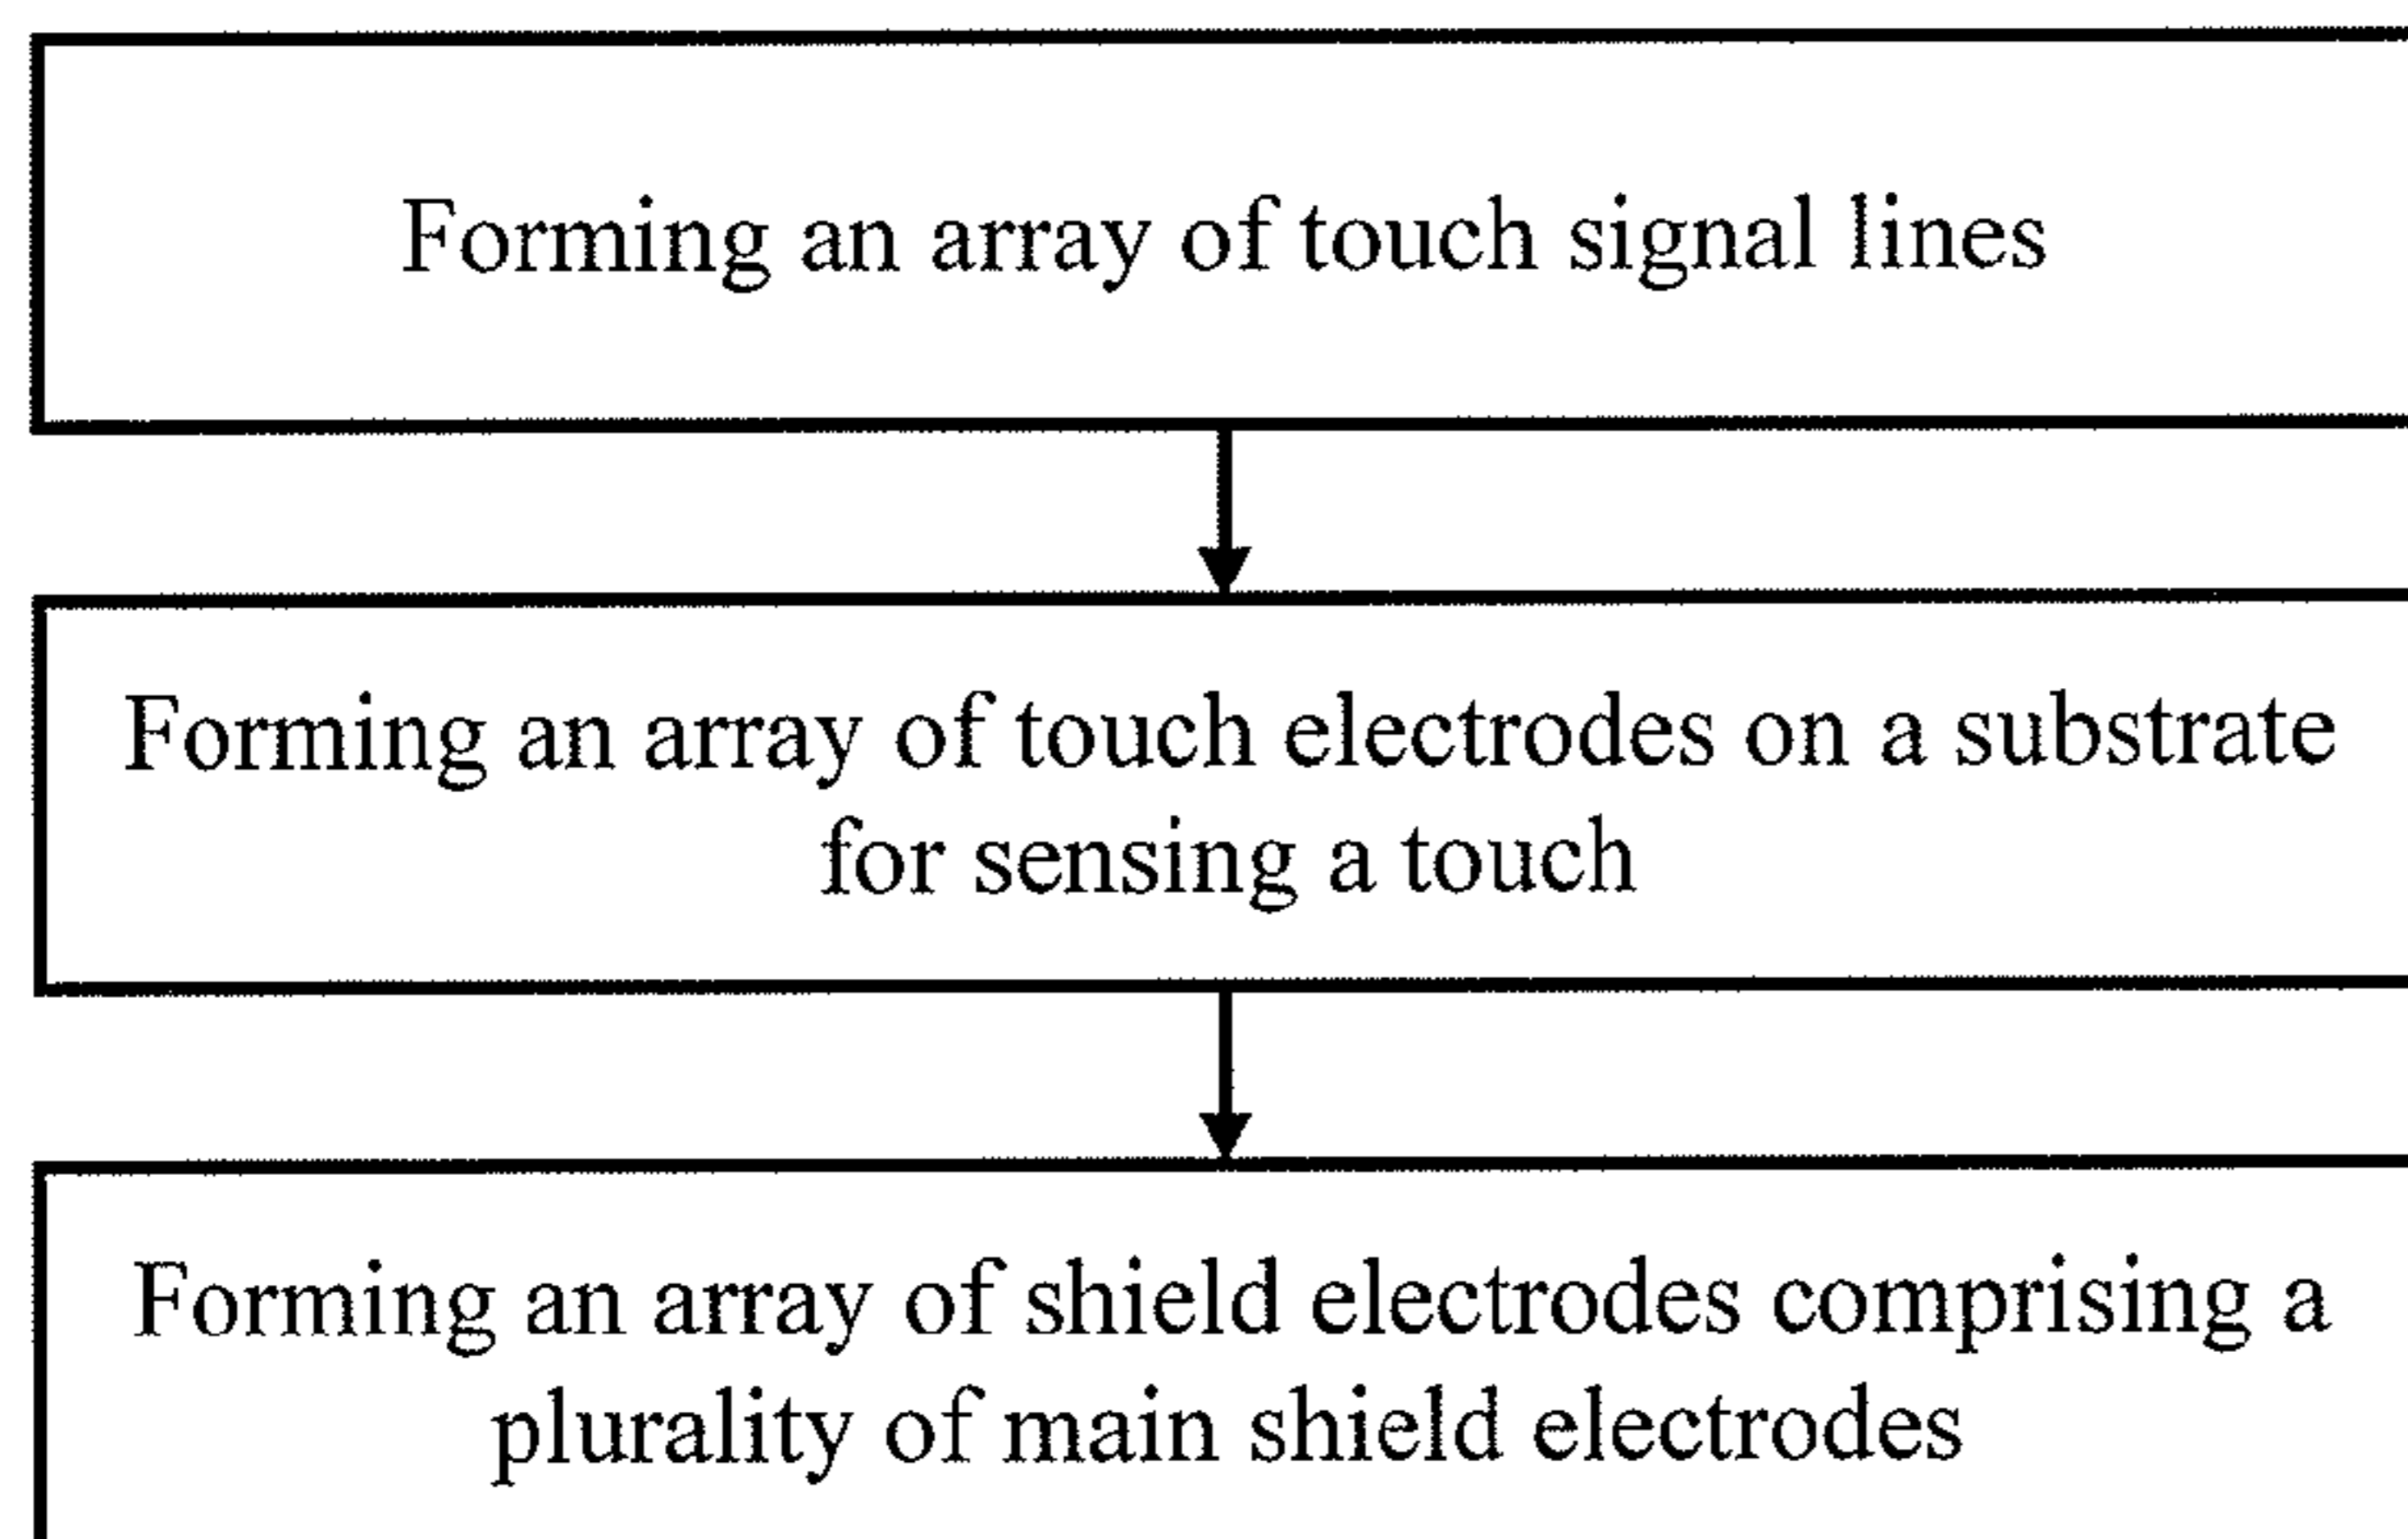 Forming an array of touch signal lines
Forming an array of touch electrodes on a substrate
for sensing a touch
Forming an array of shield electrodes comprising a
plurality of main shield electrodes